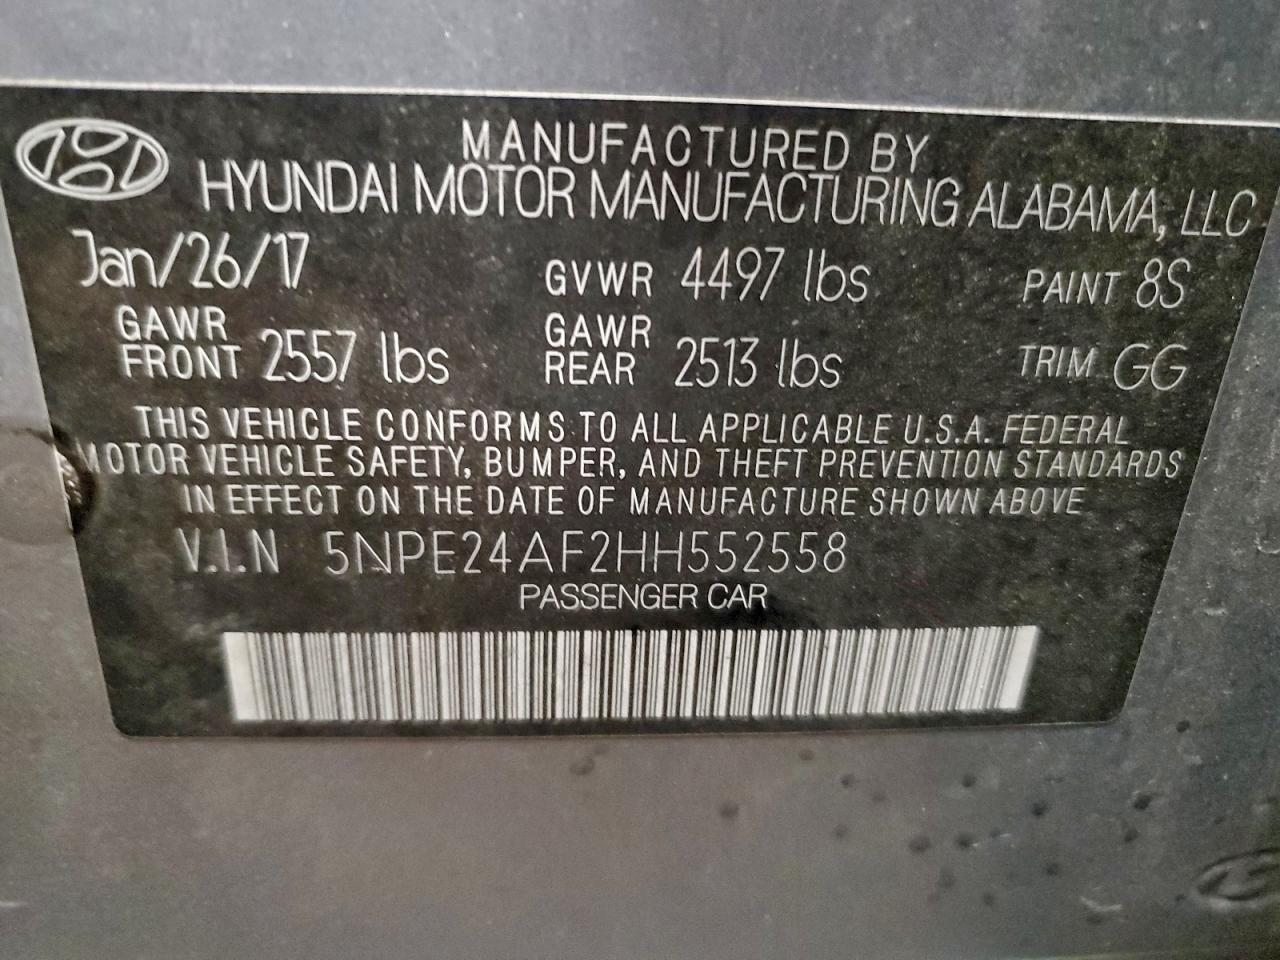 MANUFACTURED BY
HYUNDAI MOTOR MANUFACTURING ALABAMA, LLC
Jan/26/17 GVWR 4497 lbs PAINT 8S
GAWR FRONT 2557 lbs GAWR REAR 2513 lbs TRIM GG
THIS VEHICLE CONFORMS TO ALL APPLICABLE U.S.A. FEDERAL
MOTOR VEHICLE SAFETY, BUMPER, AND THEFT PREVENTION STANDARDS
IN EFFECT ON THE DATE OF MANUFACTURE SHOWN ABOVE
V.I.N 5NPE24AF2HH552558
PASSENGER CAR